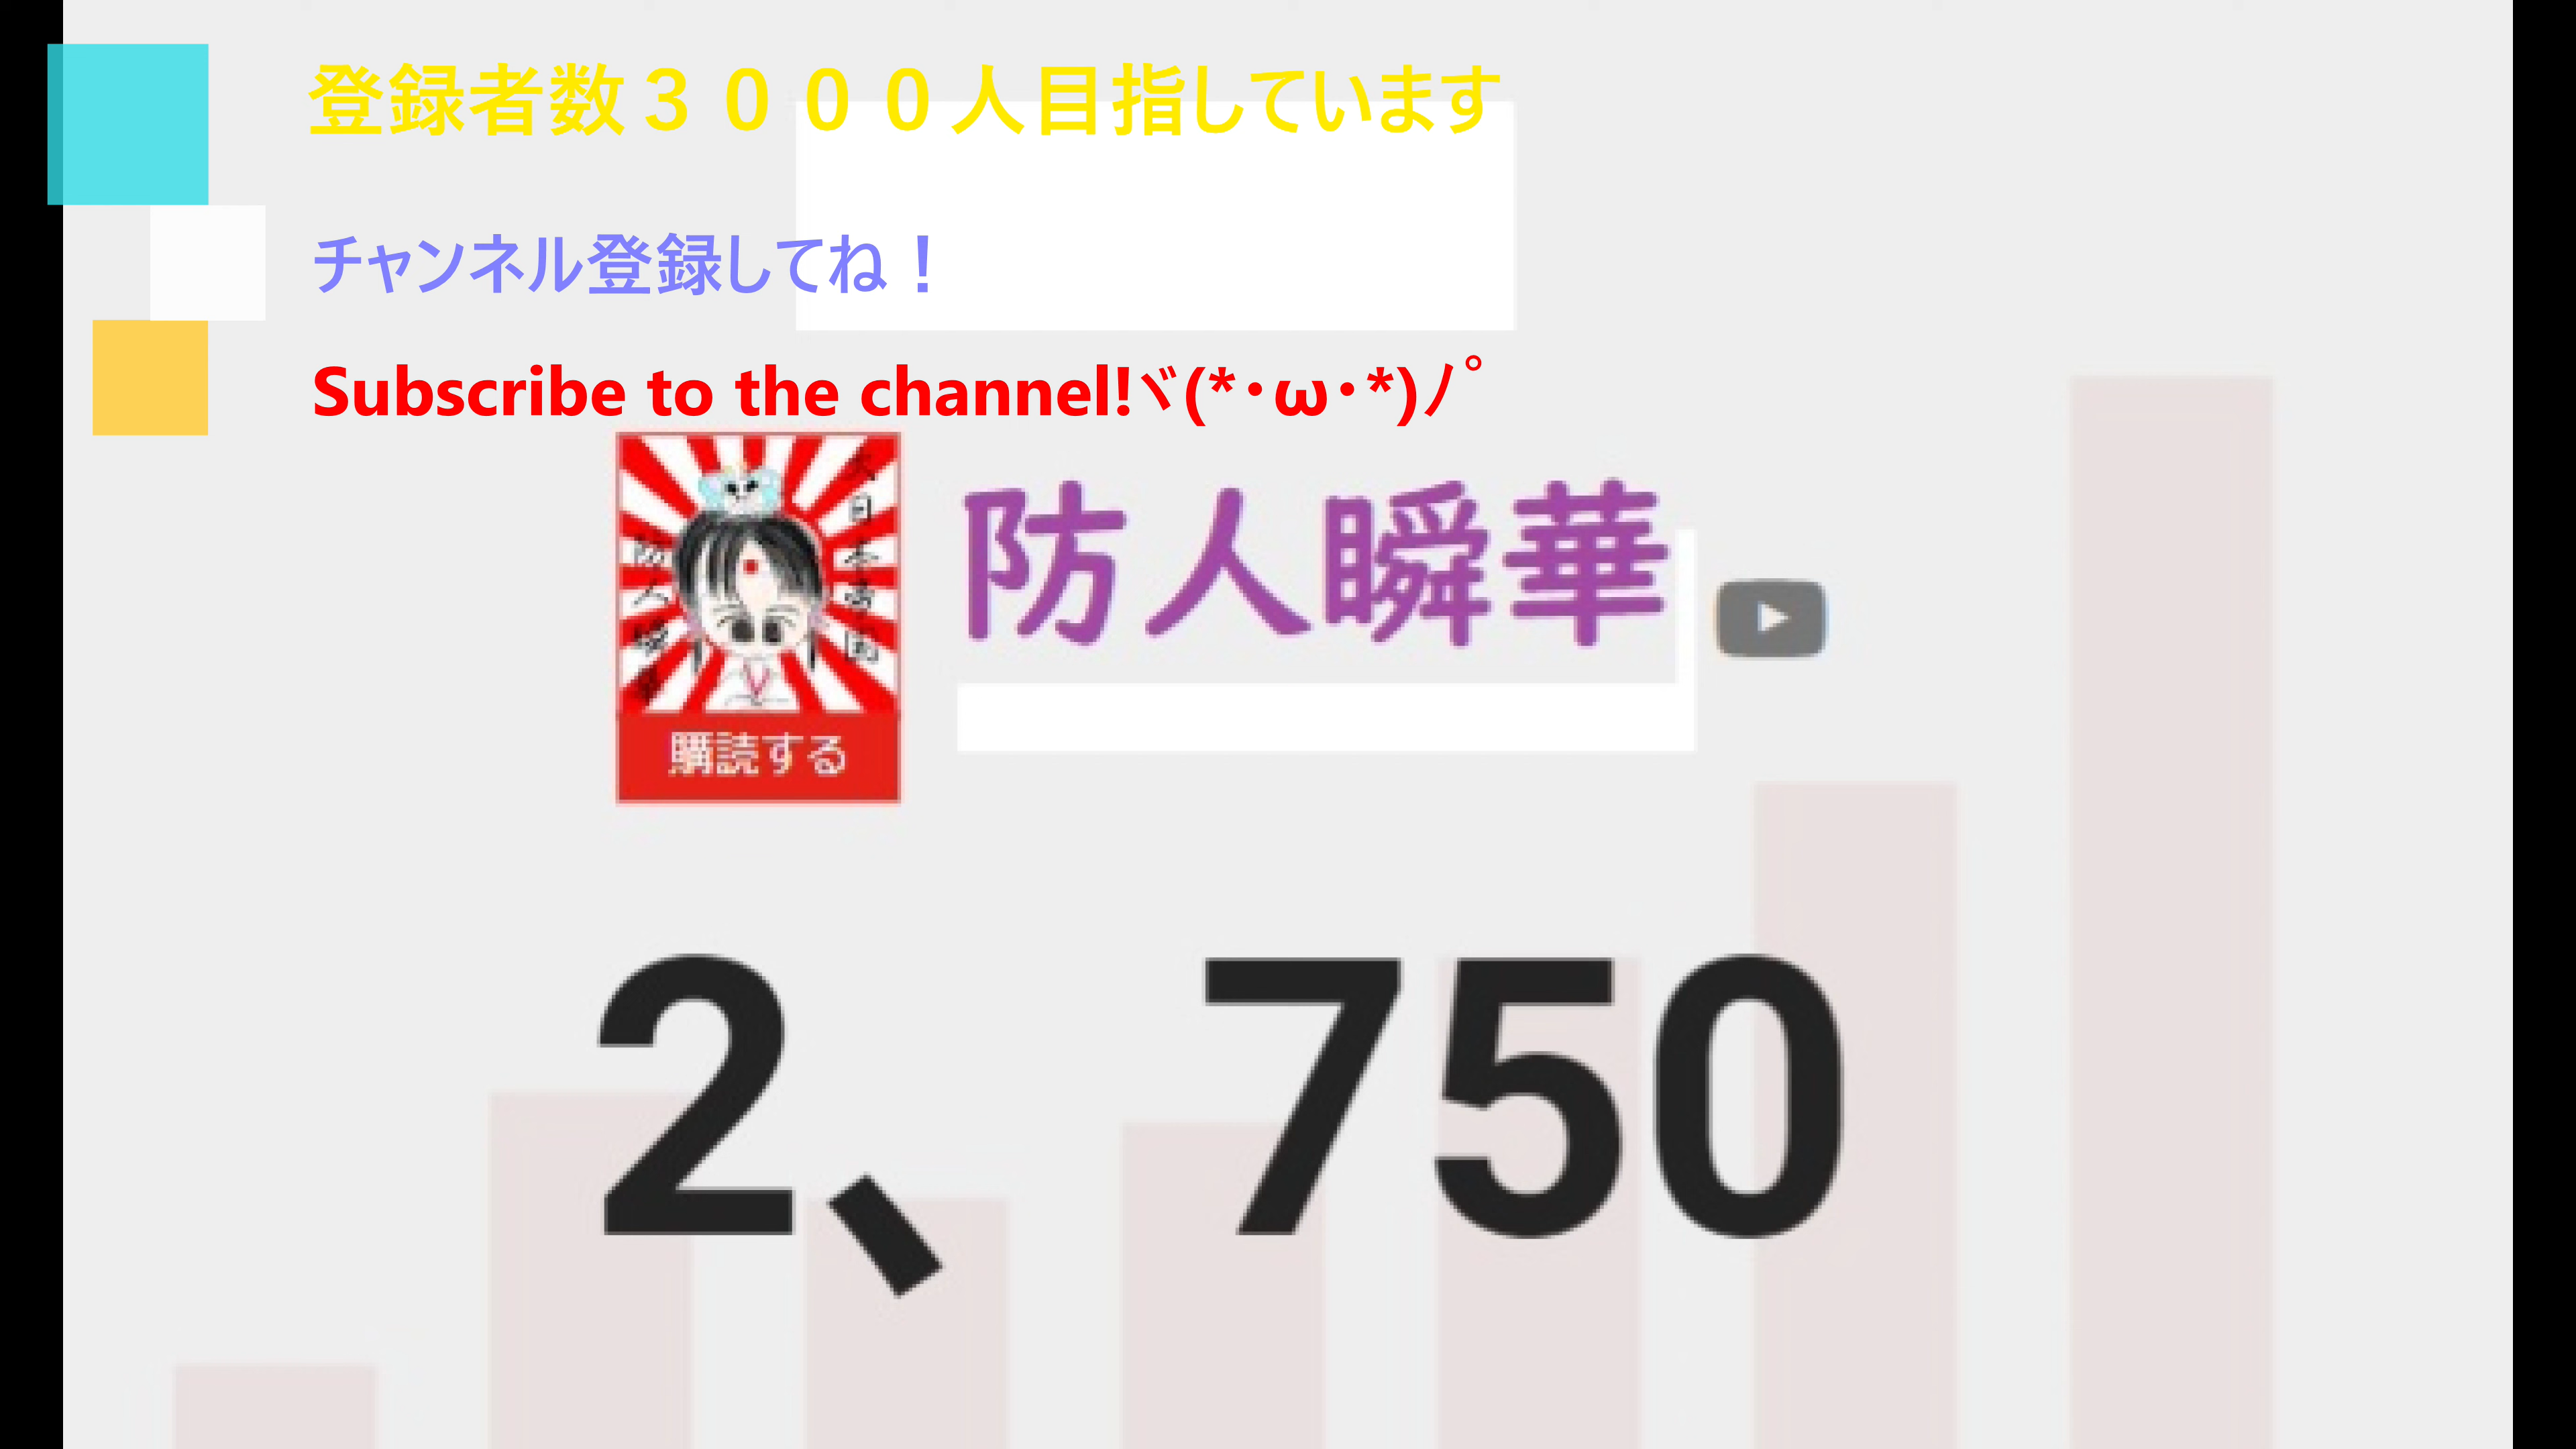 登録者数３０００人目指しています
チャンネル登録してね！
Subscribe to the channel!ヾ(*･ω･*)ﾉﾟ
防人瞬華
購読する
2、750